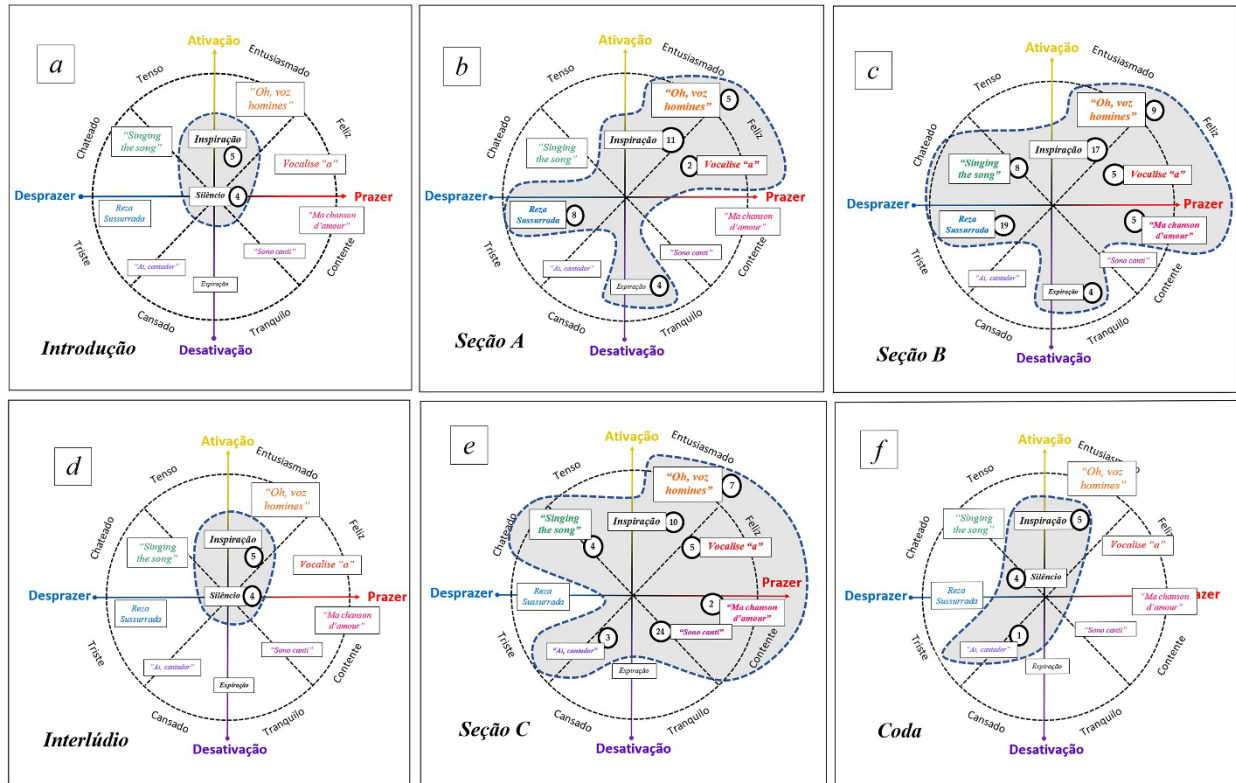 a
Ativação
Tenso
Entusiasmado
Chateado
Feliz
"Oh, voz
homines"
"Singing
the song"
Inspiração
5
Vocalise "a"
Silêncio
4
Desprazer
Prazer
Reza
Sussurrada
"Ma chanson
d'amour"
"Sono canti"
"Ai, cantador"
Expiração
Triste
Contente
Cansado
Tranquilo
Desativação
Introdução
b
Ativação
Tenso
Entusiasmado
Chateado
Feliz
"Oh, voz
homines"
5
"Singing
the song"
Inspiração
11
2
Vocalise "a"
Desprazer
Prazer
Reza
Sussurrada
8
"Ma chanson
d'amour"
"Sono canti"
"Ai, cantador"
Expiração
4
Triste
Contente
Cansado
Tranquilo
Desativação
Seção A
c
Ativação
Tenso
Entusiasmado
Chateado
Feliz
"Oh, voz
homines"
9
"Singing
the song"
8
Inspiração
17
5
Vocalise "a"
Desprazer
Prazer
Reza
Sussurrada
19
5
"Ma chanson
d'amour"
"Sono canti"
"Ai, cantador"
Expiração
4
Triste
Contente
Cansado
Tranquilo
Desativação
Seção B
d
Ativação
Tenso
Entusiasmado
Chateado
Feliz
"Oh, voz
homines"
"Singing
the song"
Inspiração
5
Vocalise "a"
Silêncio
4
Desprazer
Prazer
Reza
Sussurrada
"Ma chanson
d'amour"
"Sono canti"
"Ai, cantador"
Expiração
Triste
Contente
Cansado
Tranquilo
Desativação
Interlúdio
e
Ativação
Tenso
Entusiasmado
Chateado
Feliz
"Oh, voz
homines"
7
"Singing
the song"
4
Inspiração
10
5
Vocalise "a"
Desprazer
Prazer
Reza
Sussurrada
2
"Ma chanson
d'amour"
24
"Sono canti"
3
"Ai, cantador"
Expiração
Triste
Contente
Cansado
Tranquilo
Desativação
Seção C
f
Ativação
Tenso
Entusiasmado
Chateado
Feliz
"Oh, voz
homines"
"Singing
the song"
Inspiração
5
Vocalise "a"
4
Silêncio
Desprazer
Prazer
Reza
Sussurrada
"Ma chanson
d'amour"
"Sono canti"
1
"Ai, cantador"
Expiração
Triste
Contente
Cansado
Tranquilo
Desativação
Coda